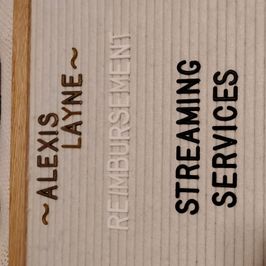 ~ALEXIS
LAYNE~
REIMBURSEMENT
STREAMING
SERVICES